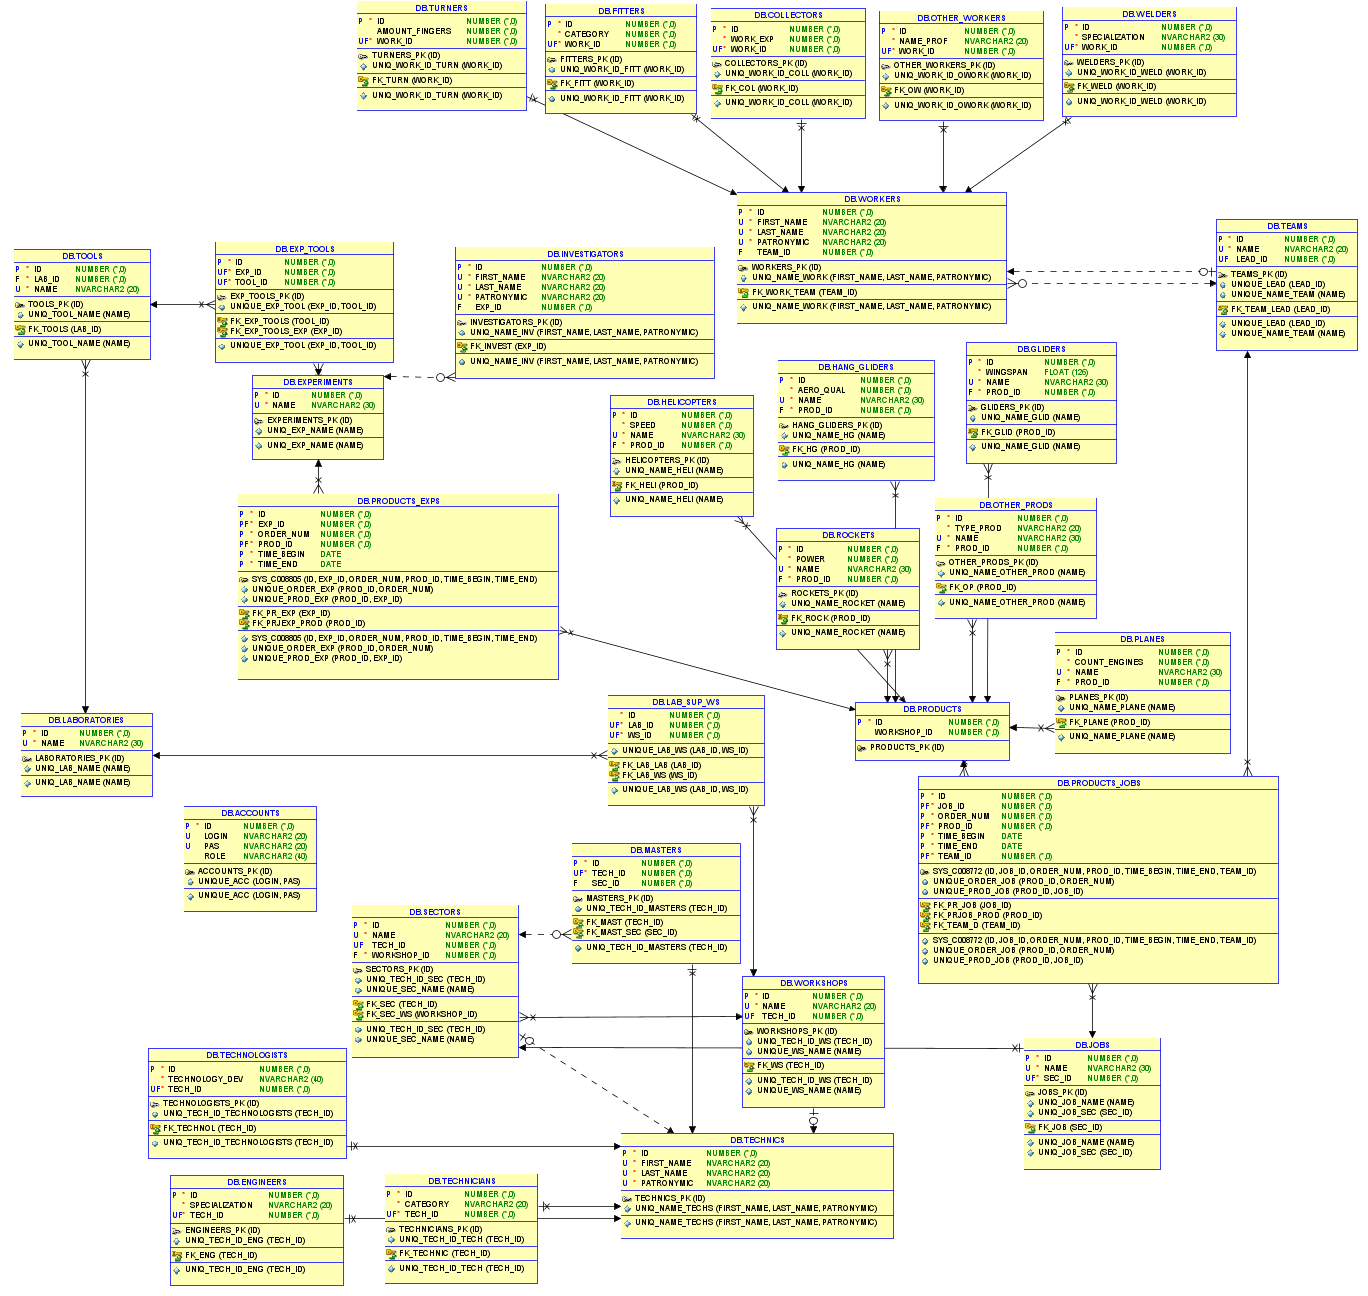 DB.TURNERS
P * ID NUMBER (*,0)
AMOUNT_FINGERS NUMBER (*,0)
UF* WORK_ID NUMBER (*,0)
TURNERS_PK (ID)
UNIQ_WORK_ID_TURN (WORK_ID)
FK_TURN (WORK_ID)
UNIQ_WORK_ID_TURN (WORK_ID)
DB.FITTERS
P * ID NUMBER (*,0)
* CATEGORY NUMBER (*,0)
UF* WORK_ID NUMBER (*,0)
FITTERS_PK (ID)
UNIQ_WORK_ID_FITT (WORK_ID)
FK_FITT (WORK_ID)
UNIQ_WORK_ID_FITT (WORK_ID)
DB.COLLECTORS
P * ID NUMBER (*,0)
* WORK_EXP NUMBER (*,0)
UF* WORK_ID NUMBER (*,0)
COLLECTORS_PK (ID)
UNIQ_WORK_ID_COLL (WORK_ID)
FK_COL (WORK_ID)
UNIQ_WORK_ID_COLL (WORK_ID)
DB.OTHER_WORKERS
P * ID NUMBER (*,0)
* NAME_PROF NVARCHAR2 (20)
UF* WORK_ID NUMBER (*,0)
OTHER_WORKERS_PK (ID)
UNIQ_WORK_ID_OWORK (WORK_ID)
FK_OW (WORK_ID)
UNIQ_WORK_ID_OWORK (WORK_ID)
DB.WELDERS
P * ID NUMBER (*,0)
* SPECIALIZATION NVARCHAR2 (30)
UF* WORK_ID NUMBER (*,0)
WELDERS_PK (ID)
UNIQ_WORK_ID_WELD (WORK_ID)
FK_WELD (WORK_ID)
UNIQ_WORK_ID_WELD (WORK_ID)
DB.WORKERS
P * ID NUMBER (*,0)
U * FIRST_NAME NVARCHAR2 (20)
U * LAST_NAME NVARCHAR2 (20)
U * PATRONYMIC NVARCHAR2 (20)
F TEAM_ID NUMBER (*,0)
WORKERS_PK (ID)
UNIQ_NAME_WORK (FIRST_NAME, LAST_NAME, PATRONYMIC)
FK_WORK_TEAM (TEAM_ID)
UNIQ_NAME_WORK (FIRST_NAME, LAST_NAME, PATRONYMIC)
DB.TEAMS
P * ID NUMBER (*,0)
U * NAME NVARCHAR2 (20)
UF LEAD_ID NUMBER (*,0)
TEAMS_PK (ID)
UNIQUE_LEAD (LEAD_ID)
UNIQUE_NAME_TEAM (NAME)
FK_TEAM_LEAD (LEAD_ID)
UNIQUE_LEAD (LEAD_ID)
UNIQUE_NAME_TEAM (NAME)
DB.TOOLS
P * ID NUMBER (*,0)
F * LAB_ID NUMBER (*,0)
U * NAME NVARCHAR2 (20)
TOOLS_PK (ID)
UNIQ_TOOL_NAME (NAME)
FK_TOOLS (LAB_ID)
UNIQ_TOOL_NAME (NAME)
DB.EXP_TOOLS
P * ID NUMBER (*,0)
UF* EXP_ID NUMBER (*,0)
UF* TOOL_ID NUMBER (*,0)
EXP_TOOLS_PK (ID)
UNIQUE_EXP_TOOL (EXP_ID, TOOL_ID)
FK_EXP_TOOLS (TOOL_ID)
FK_EXP_TOOLS_EXP (EXP_ID)
UNIQUE_EXP_TOOL (EXP_ID, TOOL_ID)
DB.INVESTIGATORS
P * ID NUMBER (*,0)
U * FIRST_NAME NVARCHAR2 (20)
U * LAST_NAME NVARCHAR2 (20)
U * PATRONYMIC NVARCHAR2 (20)
F EXP_ID NUMBER (*,0)
INVESTIGATORS_PK (ID)
UNIQ_NAME_INV (FIRST_NAME, LAST_NAME, PATRONYMIC)
FK_INVEST (EXP_ID)
UNIQ_NAME_INV (FIRST_NAME, LAST_NAME, PATRONYMIC)
DB.EXPERIMENTS
P * ID NUMBER (*,0)
U * NAME NVARCHAR2 (30)
EXPERIMENTS_PK (ID)
UNIQ_EXP_NAME (NAME)
UNIQ_EXP_NAME (NAME)
DB.HELICOPTERS
P * ID NUMBER (*,0)
* SPEED NUMBER (*,0)
U * NAME NVARCHAR2 (30)
F * PROD_ID NUMBER (*,0)
HELICOPTERS_PK (ID)
UNIQ_NAME_HELI (NAME)
FK_HELI (PROD_ID)
UNIQ_NAME_HELI (NAME)
DB.HANG_GLIDERS
P * ID NUMBER (*,0)
* AERO_QUAL NUMBER (*,0)
U * NAME NVARCHAR2 (30)
F * PROD_ID NUMBER (*,0)
HANG_GLIDERS_PK (ID)
UNIQ_NAME_HG (NAME)
FK_HG (PROD_ID)
UNIQ_NAME_HG (NAME)
DB.GLIDERS
P * ID NUMBER (*,0)
* WINGSPAN FLOAT (126)
U * NAME NVARCHAR2 (30)
F * PROD_ID NUMBER (*,0)
GLIDERS_PK (ID)
UNIQ_NAME_GLID (NAME)
FK_GLID (PROD_ID)
UNIQ_NAME_GLID (NAME)
DB.PRODUCTS_EXPS
P * ID NUMBER (*,0)
PF* EXP_ID NUMBER (*,0)
P * ORDER_NUM NUMBER (*,0)
PF* PROD_ID NUMBER (*,0)
P * TIME_BEGIN DATE
P * TIME_END DATE
SYS_C008805 (ID, EXP_ID, ORDER_NUM, PROD_ID, TIME_BEGIN, TIME_END)
UNIQUE_ORDER_EXP (PROD_ID, ORDER_NUM)
UNIQUE_PROD_EXP (PROD_ID, EXP_ID)
FK_PR_EXP (EXP_ID)
FK_PRJEXP_PROD (PROD_ID)
SYS_C008805 (ID, EXP_ID, ORDER_NUM, PROD_ID, TIME_BEGIN, TIME_END)
UNIQUE_ORDER_EXP (PROD_ID, ORDER_NUM)
UNIQUE_PROD_EXP (PROD_ID, EXP_ID)
DB.ROCKETS
P * ID NUMBER (*,0)
* POWER NUMBER (*,0)
U * NAME NVARCHAR2 (30)
F * PROD_ID NUMBER (*,0)
ROCKETS_PK (ID)
UNIQ_NAME_ROCKET (NAME)
FK_ROCK (PROD_ID)
UNIQ_NAME_ROCKET (NAME)
DB.OTHER_PRODS
P * ID NUMBER (*,0)
* TYPE_PROD NVARCHAR2 (20)
U * NAME NVARCHAR2 (30)
F * PROD_ID NUMBER (*,0)
OTHER_PRODS_PK (ID)
UNIQ_NAME_OTHER_PROD (NAME)
FK_OP (PROD_ID)
UNIQ_NAME_OTHER_PROD (NAME)
DB.PLANES
P * ID NUMBER (*,0)
* COUNT_ENGINES NUMBER (*,0)
U * NAME NVARCHAR2 (30)
F * PROD_ID NUMBER (*,0)
PLANES_PK (ID)
UNIQ_NAME_PLANE (NAME)
FK_PLANE (PROD_ID)
UNIQ_NAME_PLANE (NAME)
DB.LABORATORIES
P * ID NUMBER (*,0)
U * NAME NVARCHAR2 (30)
LABORATORIES_PK (ID)
UNIQ_LAB_NAME (NAME)
UNIQ_LAB_NAME (NAME)
DB.LAB_SUP_WS
* ID NUMBER (*,0)
UF* LAB_ID NUMBER (*,0)
UF* WS_ID NUMBER (*,0)
UNIQUE_LAB_WS (LAB_ID, WS_ID)
FK_LAB_LAB (LAB_ID)
FK_LAB_WS (WS_ID)
UNIQUE_LAB_WS (LAB_ID, WS_ID)
DB.PRODUCTS
P * ID NUMBER (*,0)
WORKSHOP_ID NUMBER (*,0)
PRODUCTS_PK (ID)
DB.PRODUCTS_JOBS
P * ID NUMBER (*,0)
PF* JOB_ID NUMBER (*,0)
P * ORDER_NUM NUMBER (*,0)
PF* PROD_ID NUMBER (*,0)
P * TIME_BEGIN DATE
P * TIME_END DATE
PF* TEAM_ID NUMBER (*,0)
SYS_C008772 (ID, JOB_ID, ORDER_NUM, PROD_ID, TIME_BEGIN, TIME_END, TEAM_ID)
UNIQUE_ORDER_JOB (PROD_ID, ORDER_NUM)
UNIQUE_PROD_JOB (PROD_ID, JOB_ID)
FK_PR_JOB (JOB_ID)
FK_PRJOB_PROD (PROD_ID)
FK_TEAM_D (TEAM_ID)
SYS_C008772 (ID, JOB_ID, ORDER_NUM, PROD_ID, TIME_BEGIN, TIME_END, TEAM_ID)
UNIQUE_ORDER_JOB (PROD_ID, ORDER_NUM)
UNIQUE_PROD_JOB (PROD_ID, JOB_ID)
DB.ACCOUNTS
P * ID NUMBER (*,0)
U LOGIN NVARCHAR2 (20)
U PAS NVARCHAR2 (20)
ROLE NVARCHAR2 (40)
ACCOUNTS_PK (ID)
UNIQUE_ACC (LOGIN, PAS)
UNIQUE_ACC (LOGIN, PAS)
DB.MASTERS
P * ID NUMBER (*,0)
UF* TECH_ID NUMBER (*,0)
F SEC_ID NUMBER (*,0)
MASTERS_PK (ID)
UNIQ_TECH_ID_MASTERS (TECH_ID)
FK_MAST (TECH_ID)
FK_MAST_SEC (SEC_ID)
UNIQ_TECH_ID_MASTERS (TECH_ID)
DB.SECTORS
P * ID NUMBER (*,0)
U * NAME NVARCHAR2 (20)
UF TECH_ID NUMBER (*,0)
F * WORKSHOP_ID NUMBER (*,0)
SECTORS_PK (ID)
UNIQ_TECH_ID_SEC (TECH_ID)
UNIQUE_SEC_NAME (NAME)
FK_SEC (TECH_ID)
FK_SEC_WS (WORKSHOP_ID)
UNIQ_TECH_ID_SEC (TECH_ID)
UNIQUE_SEC_NAME (NAME)
DB.WORKSHOPS
P * ID NUMBER (*,0)
U * NAME NVARCHAR2 (20)
UF TECH_ID NUMBER (*,0)
WORKSHOPS_PK (ID)
UNIQ_TECH_ID_WS (TECH_ID)
UNIQUE_WS_NAME (NAME)
FK_WS (TECH_ID)
UNIQ_TECH_ID_WS (TECH_ID)
UNIQUE_WS_NAME (NAME)
DB.JOBS
P * ID NUMBER (*,0)
U * NAME NVARCHAR2 (30)
UF* SEC_ID NUMBER (*,0)
JOBS_PK (ID)
UNIQ_JOB_NAME (NAME)
UNIQ_JOB_SEC (SEC_ID)
FK_JOB (SEC_ID)
UNIQ_JOB_NAME (NAME)
UNIQ_JOB_SEC (SEC_ID)
DB.TECHNOLOGISTS
P * ID NUMBER (*,0)
* TECHNOLOGY_DEV NVARCHAR2 (40)
UF* TECH_ID NUMBER (*,0)
TECHNOLOGISTS_PK (ID)
UNIQ_TECH_ID_TECHNOLOGISTS (TECH_ID)
FK_TECHNOL (TECH_ID)
UNIQ_TECH_ID_TECHNOLOGISTS (TECH_ID)
DB.TECHNICS
P * ID NUMBER (*,0)
U * FIRST_NAME NVARCHAR2 (20)
U * LAST_NAME NVARCHAR2 (20)
U * PATRONYMIC NVARCHAR2 (20)
TECHNICS_PK (ID)
UNIQ_NAME_TECHS (FIRST_NAME, LAST_NAME, PATRONYMIC)
UNIQ_NAME_TECHS (FIRST_NAME, LAST_NAME, PATRONYMIC)
DB.ENGINEERS
P * ID NUMBER (*,0)
* SPECIALIZATION NVARCHAR2 (20)
UF* TECH_ID NUMBER (*,0)
ENGINEERS_PK (ID)
UNIQ_TECH_ID_ENG (TECH_ID)
FK_ENG (TECH_ID)
UNIQ_TECH_ID_ENG (TECH_ID)
DB.TECHNICIANS
P * ID NUMBER (*,0)
* CATEGORY NVARCHAR2 (20)
UF* TECH_ID NUMBER (*,0)
TECHNICIANS_PK (ID)
UNIQ_TECH_ID_TECH (TECH_ID)
FK_TECHNIC (TECH_ID)
UNIQ_TECH_ID_TECH (TECH_ID)